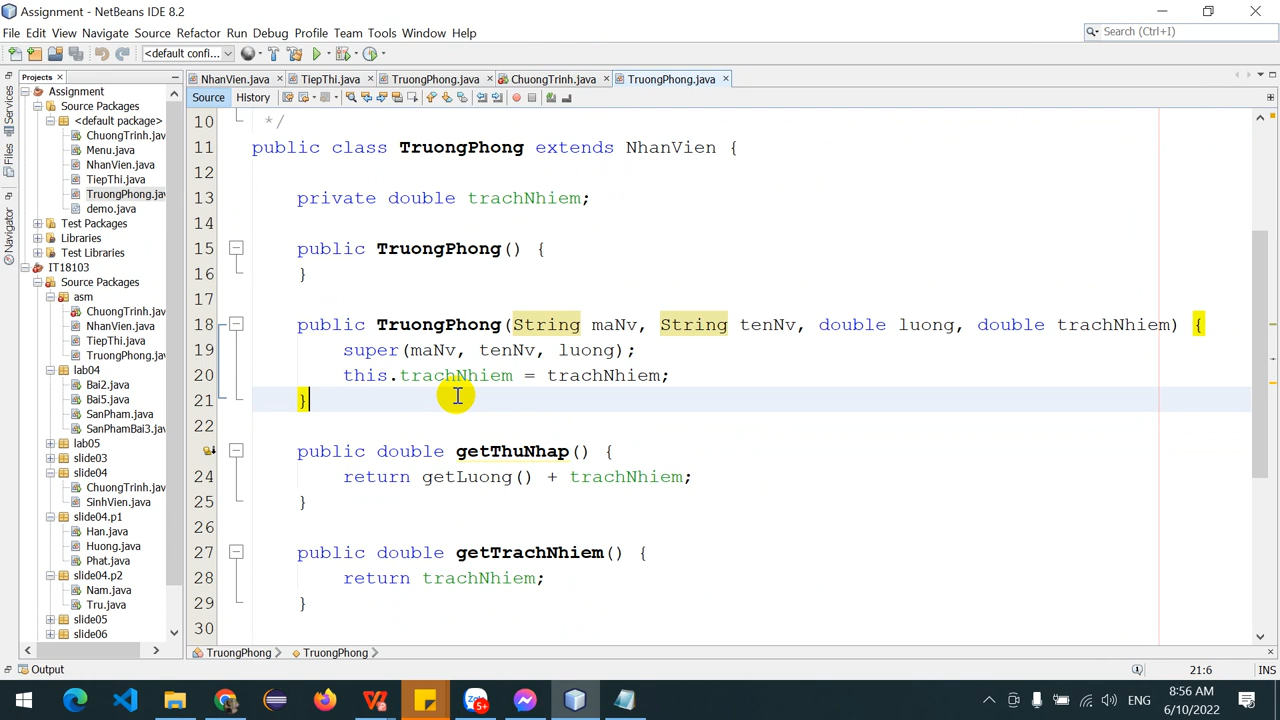 Assignment - NetBeans IDE 8.2
File Edit View Navigate Source Refactor Run Debug Profile Team Tools Window Help
Search (Ctrl+I)
<default confi...
Projects
NhanVien.java
TiepThi.java
TruongPhong.java
ChuongTrinh.java
TruongPhong.java
Source
History
Services
Files
Navigator
Assignment
Source Packages
<default package>
ChuongTrinh.jav
Menu.java
NhanVien.java
TiepThi.java
TruongPhong.jav
demo.java
Test Packages
Libraries
Test Libraries
IT18103
Source Packages
asm
ChuongTrinh.jav
NhanVien.java
TiepThi.java
TruongPhong.jav
lab04
Bai2.java
Bai5.java
SanPham.java
SanPhamBai3.jav
lab05
slide03
slide04
ChuongTrinh.jav
SinhVien.java
slide04.p1
Han.java
Huong.java
Phat.java
slide04.p2
Nam.java
Tru.java
slide05
slide06
10 */
11 public class TruongPhong extends NhanVien {
12
13 private double trachNhiem;
14
15 public TruongPhong() {
16 }
17
18 public TruongPhong(String maNv, String tenNv, double luong, double trachNhiem) {
19 super(maNv, tenNv, luong);
20 this.trachNhiem = trachNhiem;
21 }
22
public double getThuNhap() {
24 return getLuong() + trachNhiem;
25 }
26
27 public double getTrachNhiem() {
28 return trachNhiem;
29 }
30
TruongPhong
TruongPhong
Output
21:6
INS
5+
ENG
8:56 AM
6/10/2022